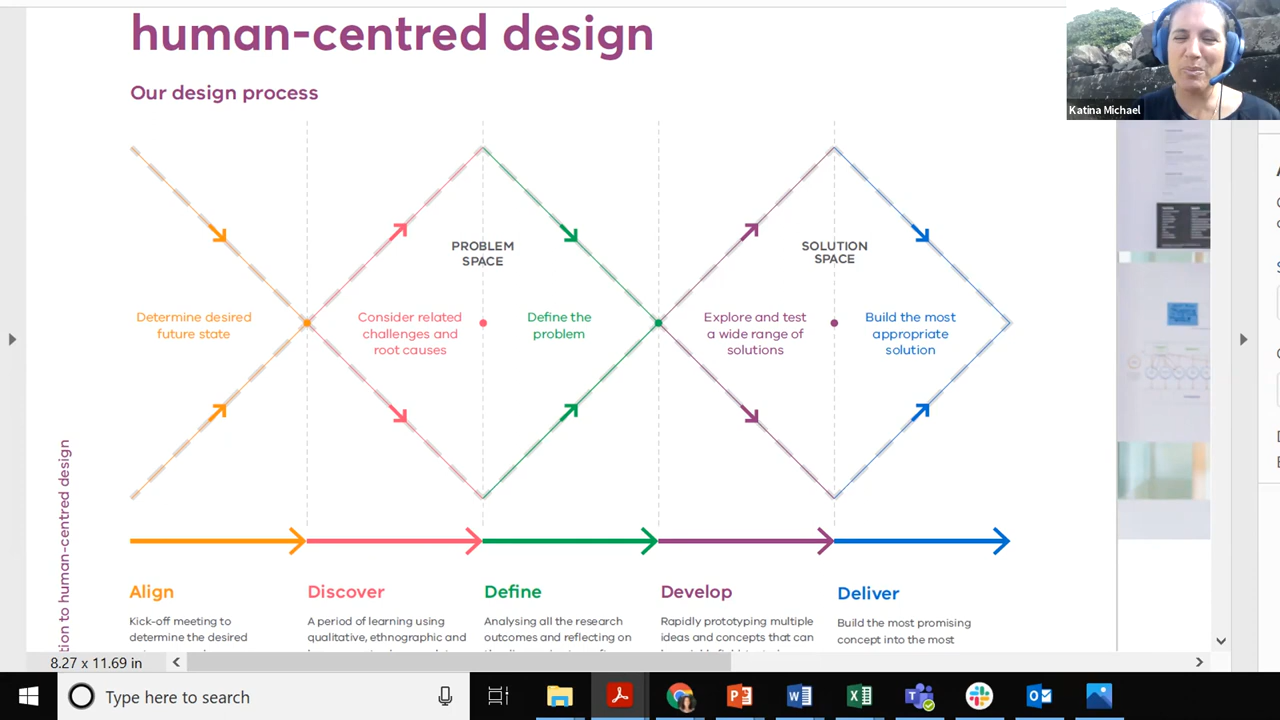 human-centred design
Our design process
Katina Michael
PROBLEM
SPACE
SOLUTION
SPACE
Determine desired
future state
Consider related
challenges and
root causes
Define the
problem
Explore and test
a wide range of
solutions
Build the most
appropriate
solution
tion to human-centred design
Align
Kick-off meeting to
determine the desired
Discover
A period of learning using
qualitative, ethnographic and
Define
Analysing all the research
outcomes and reflecting on
Develop
Rapidly prototyping multiple
ideas and concepts that can
Deliver
Build the most promising
concept into the most
8.27 x 11.69 in
Type here to search